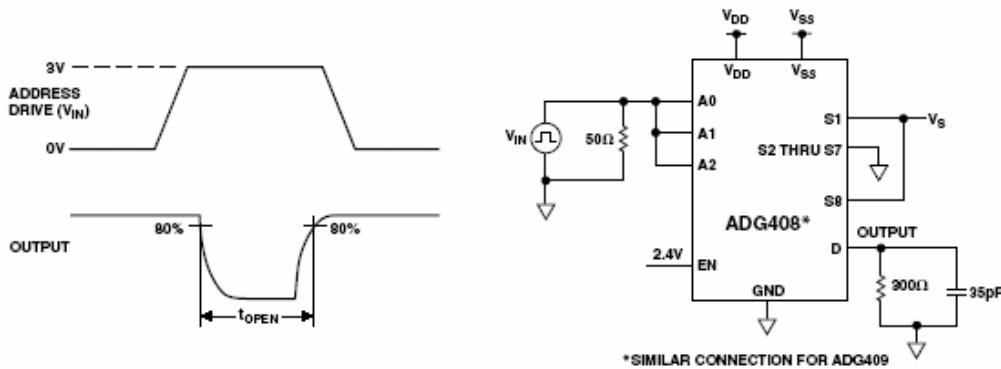 3V
ADDRESS
DRIVE (VIN)
0V
OUTPUT
80%
80%
tOPEN
VDD
VSS
VDD
VSS
VIN
50Ω
A0
A1
A2
S1
VS
S2 THRU S7
S8
ADG408*
OUTPUT
D
2.4V
EN
GND
300Ω
35pF
*SIMILAR CONNECTION FOR ADG409